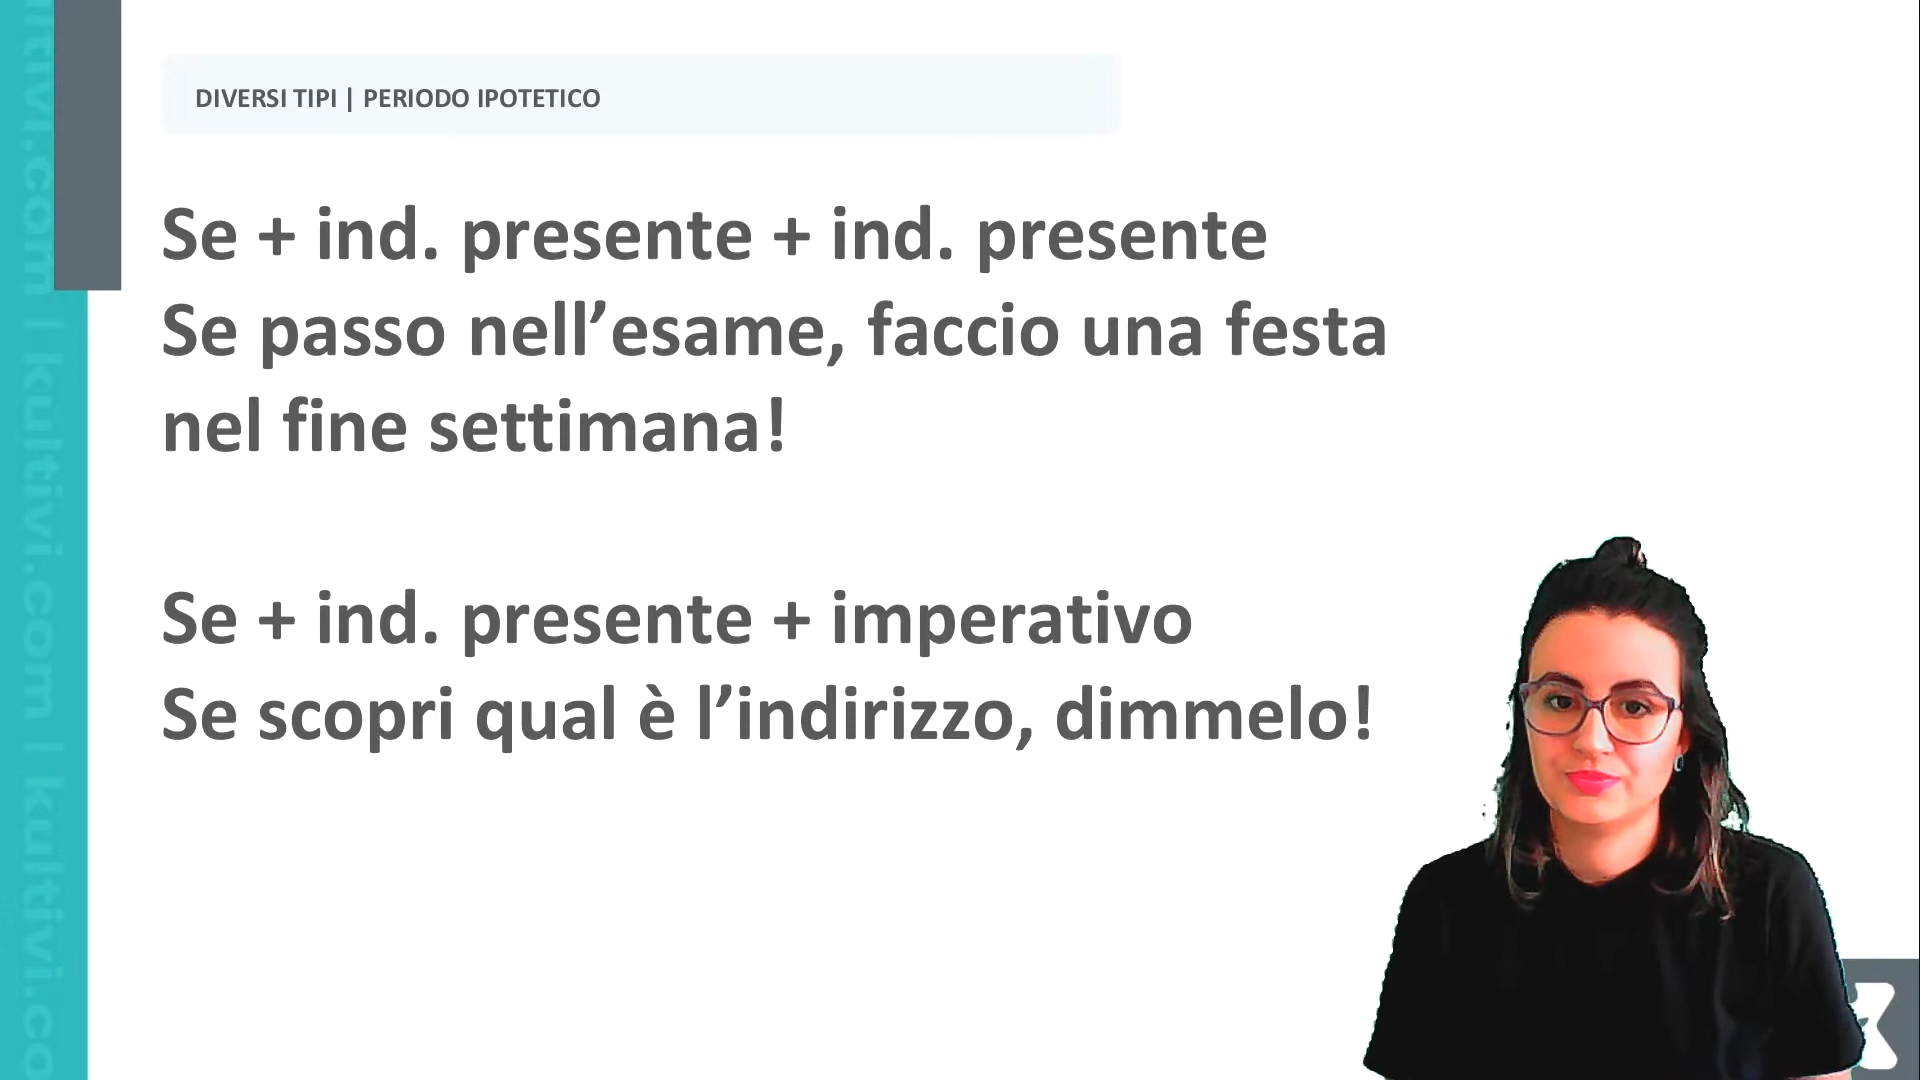 DIVERSI TIPI | PERIODO IPOTETICO
Se + ind. presente + ind. presente
Se passo nell’esame, faccio una festa
nel fine settimana!
Se + ind. presente + imperativo
Se scopri qual è l’indirizzo, dimmelo!
kultivi.com | kultivi.com | kultivi.co